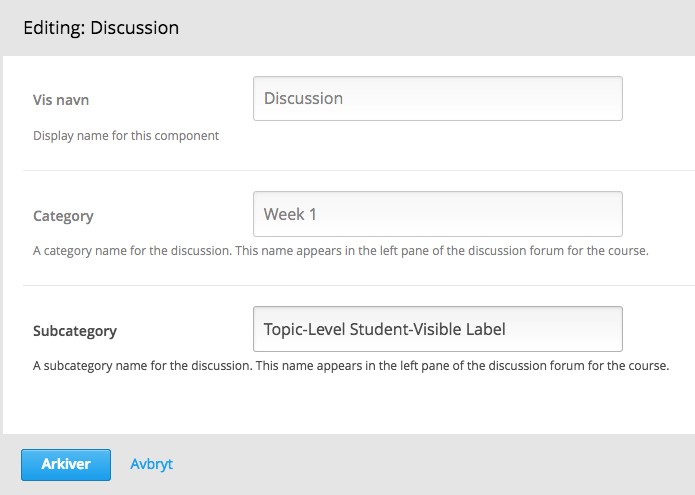 Editing: Discussion
Vis navn
Discussion
Display name for this component
Category
Week 1
A category name for the discussion. This name appears in the left pane of the discussion forum for the course.
Subcategory
Topic-Level Student-Visible Label
A subcategory name for the discussion. This name appears in the left pane of the discussion forum for the course.
Arkiver
Avbryt